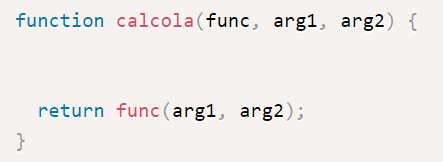 function calcola(func, arg1, arg2) {
return func(arg1, arg2);
}